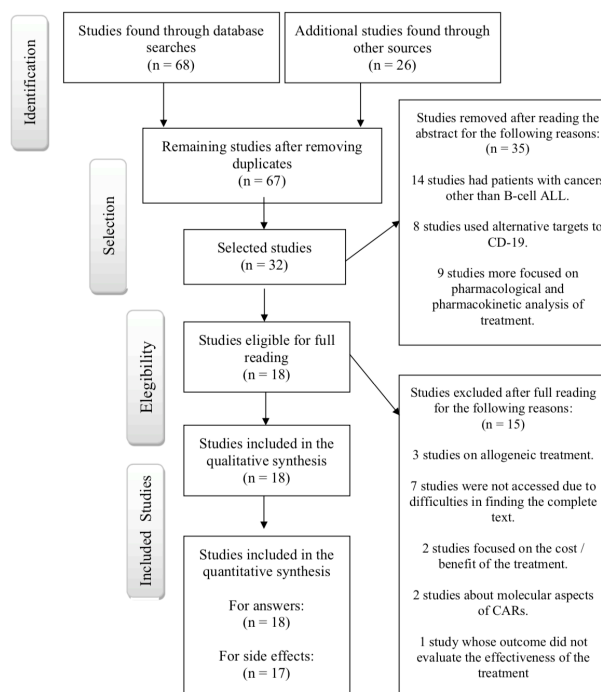 Identification
Studies found through database
searches
(n = 68)
Additional studies found through
other sources
(n = 26)
Remaining studies after removing
duplicates
(n = 67)
Studies removed after reading the
abstract for the following reasons:
(n = 35)
14 studies had patients with cancers
other than B-cell ALL.
8 studies used alternative targets to
CD-19.
9 studies more focused on
pharmacological and
pharmacokinetic analysis of
treatment.
Selection
Selected studies
(n = 32)
Elegibility
Studies eligible for full
reading
(n = 18)
Studies excluded after full reading
for the following reasons:
(n = 15)
3 studies on allogeneic treatment.
7 studies were not accessed due to
difficulties in finding the complete
text.
2 studies focused on the cost /
benefit of the treatment.
2 studies about molecular aspects
of CARs.
1 study whose outcome did not
evaluate the effectiveness of the
treatment
Studies included in the
qualitative synthesis
(n = 18)
Included Studies
Studies included in the
quantitative synthesis
For answers:
(n = 18)
For side effects:
(n = 17)